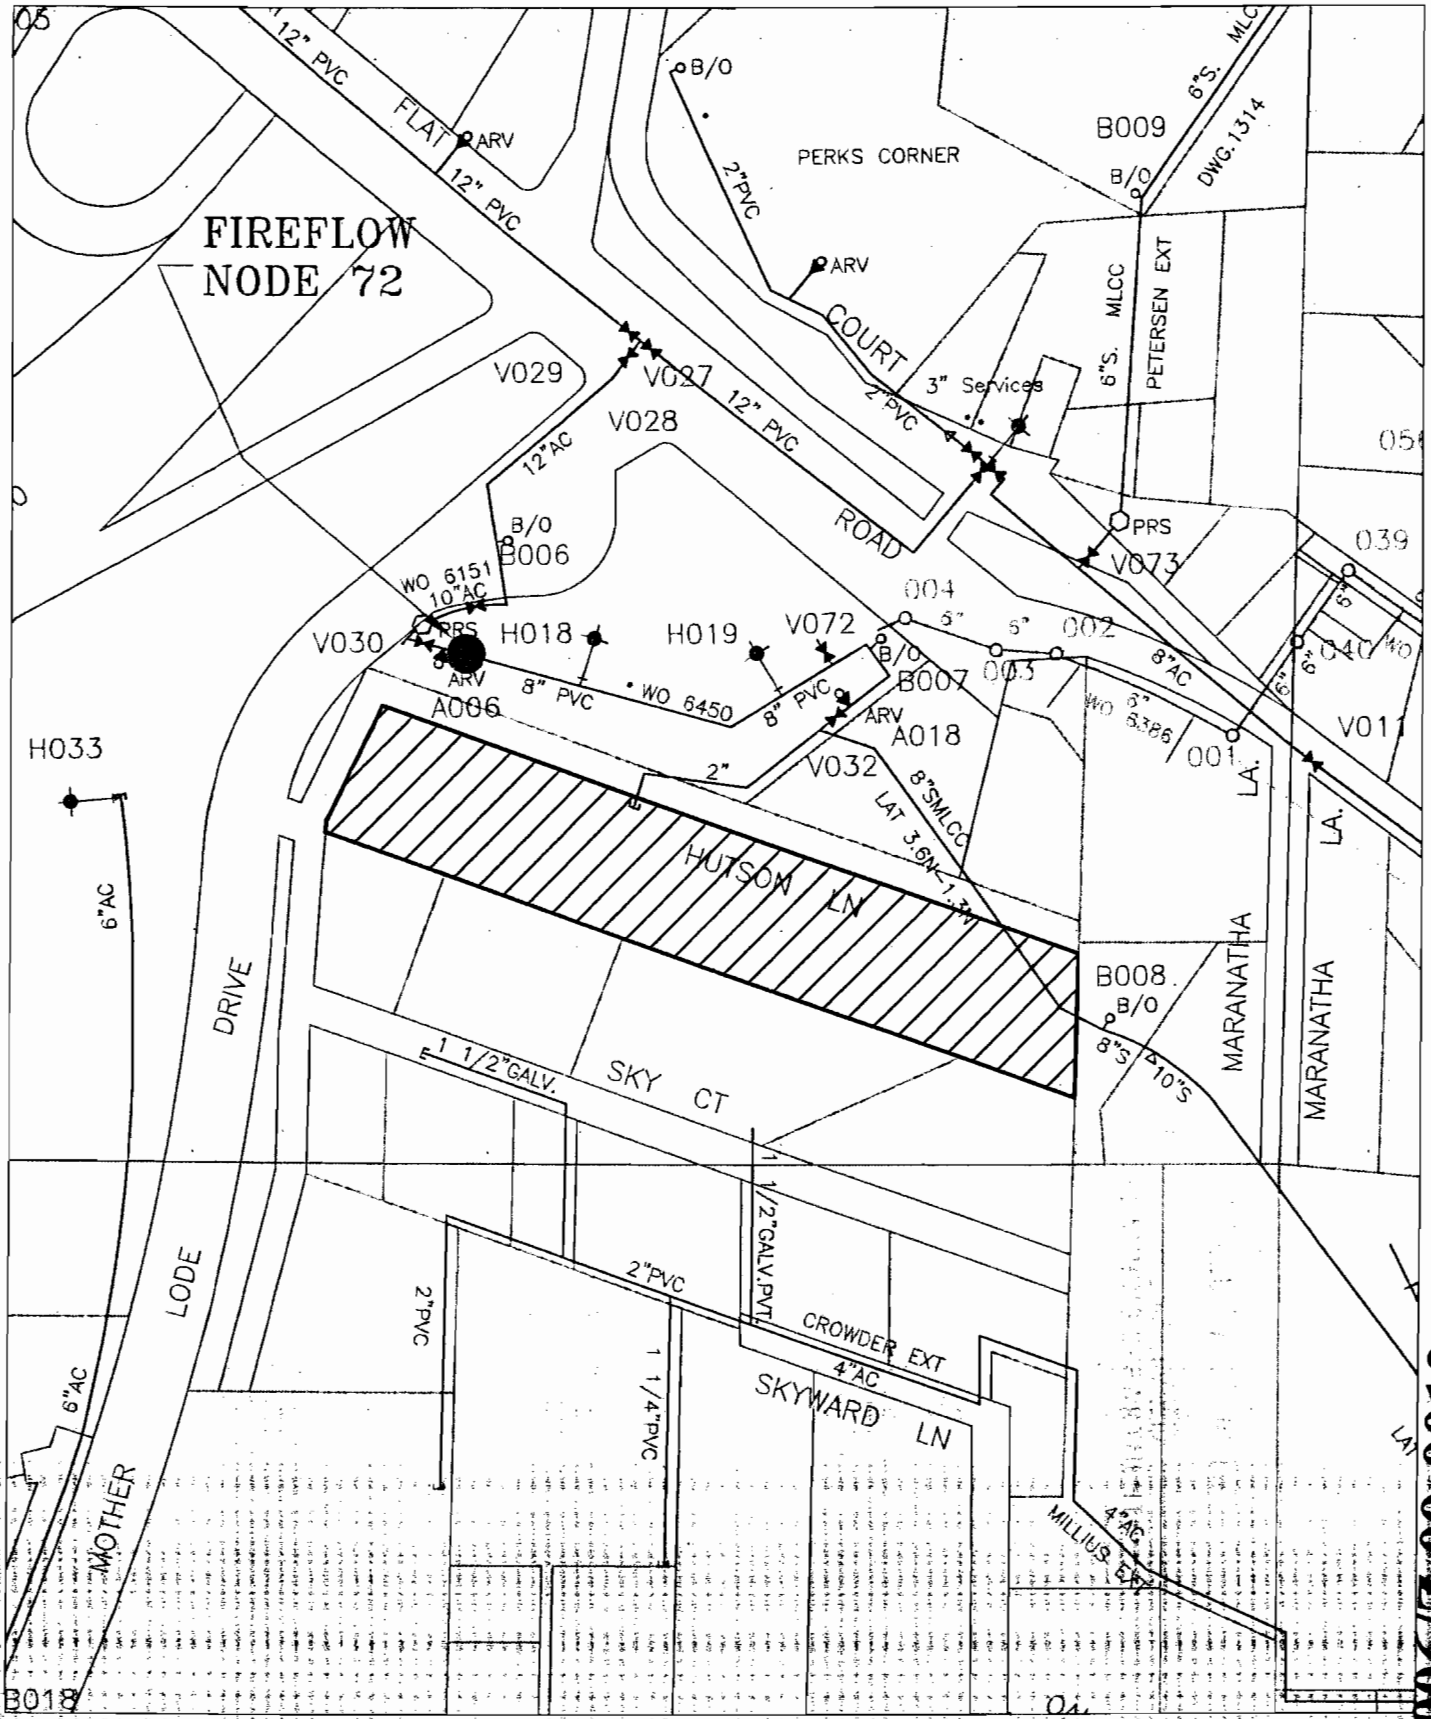 05
12" PVC
FLAT
ARV
12" PVC
B/O
2"PVC
PERKS CORNER
B009
B/O
6"S.
DWG.1314
FIREFLOW
NODE 72
ARV
COURT
6"S. MLCC
PETERSEN EXT
V029
V027
V028
12" PVC
2"PVC
3" Services
12"AC
ROAD
B/O
B006
PRS
V073
039
WO 6151
10"AC
PRS
V030
H018
H019
V072
004
6"
6"
002
003
B/O
B007
8"AC
6"
6"
6"
040
WO
ARV
A006
8" PVC
WO 6450
8" PVC
ARV
A018
V032
6"
WO 6386
001
V011
LA.
LA.
H033
2"
8"SMLCC
LAT 3.6N-1.3N
HUTSON LN
6"AC
DRIVE
B008
B/O
8"S
10"S
MARANATHA
MARANATHA
1 1/2"GALV.
SKY CT
1 1/2"GALV.PVT.
2"PVC
2"PVC
LODE
CROWDER EXT
4"AC
SKYWARD LN
1 1/4"PVC
6"AC
MOTHER
4"AC
MILLIUS EXT
B018